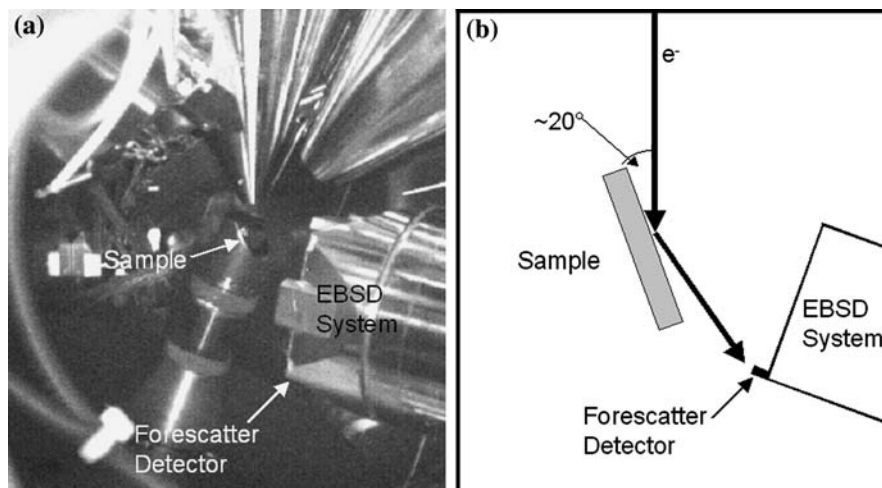 (a)
Sample
EBSD
System
Forescatter
Detector
(b)
e-
~20°
Sample
EBSD
System
Forescatter
Detector